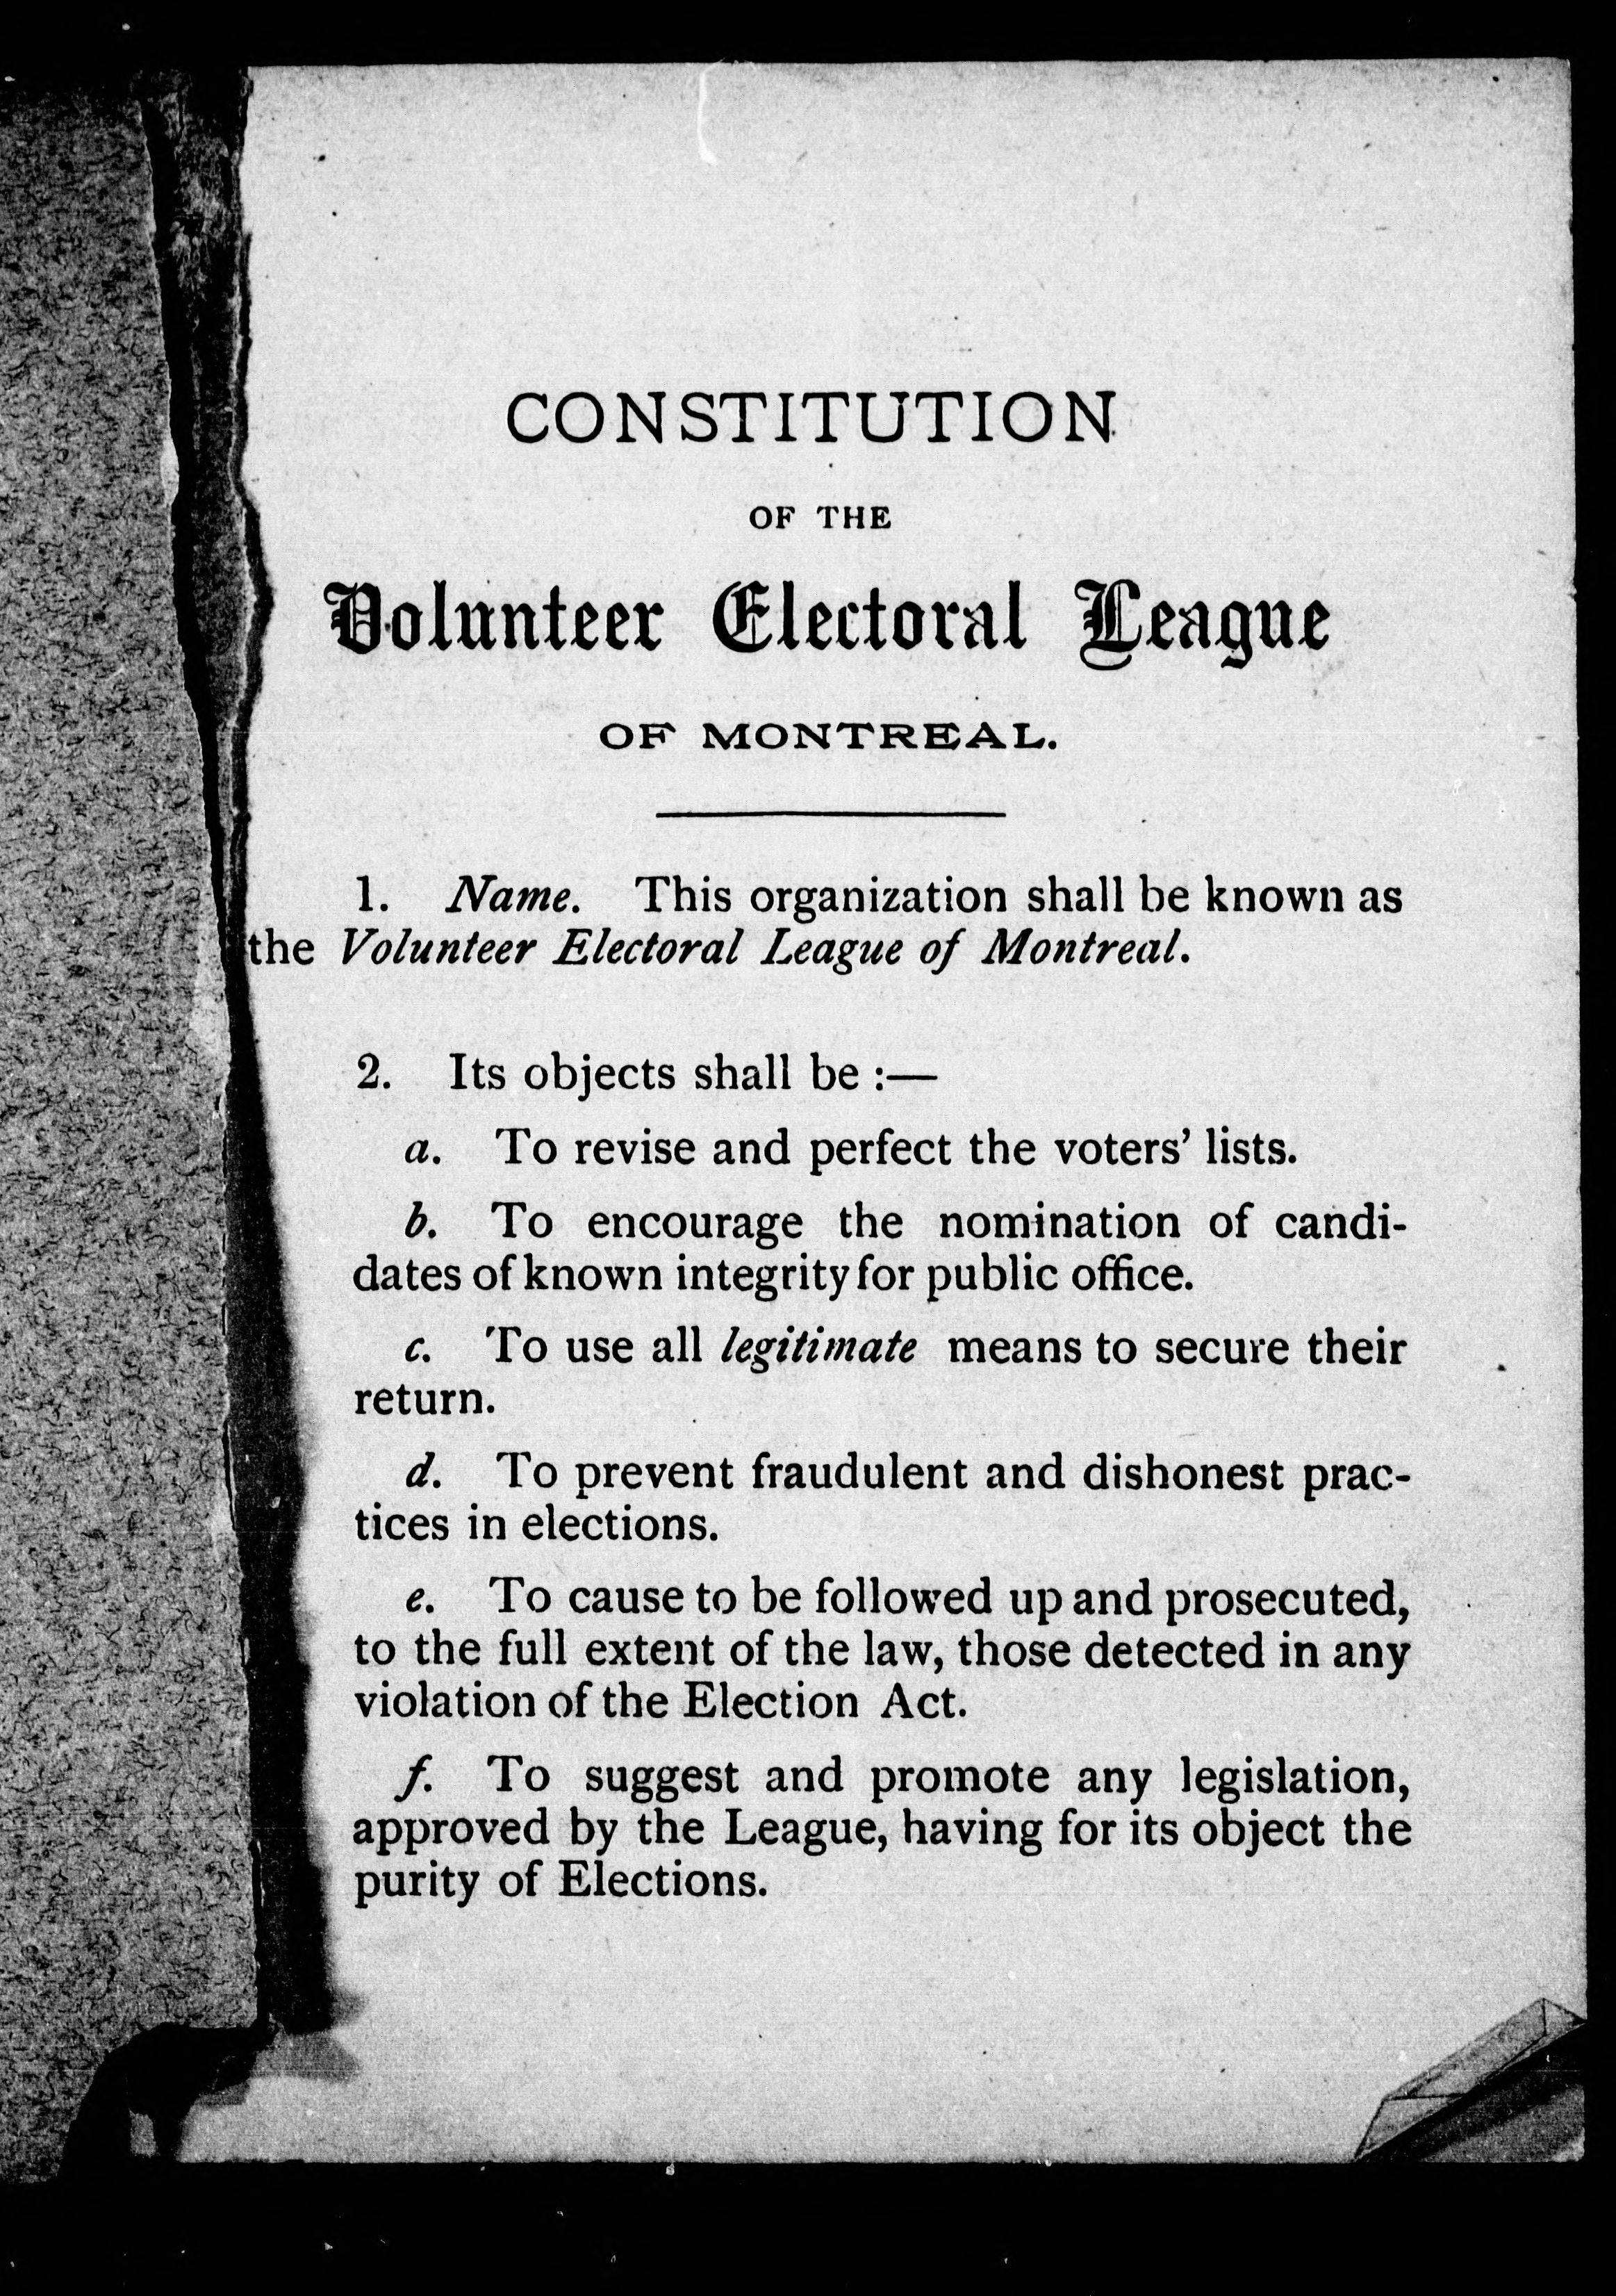 CONSTITUTION
OF THE
Volunteer Electoral League
OF MONTREAL.
1. Name. This organization shall be known as
the Volunteer Electoral League of Montreal.
2. Its objects shall be :—
a. To revise and perfect the voters' lists.
b. To encourage the nomination of candi-
dates of known integrity for public office.
c. To use all legitimate means to secure their
return.
d. To prevent fraudulent and dishonest prac-
tices in elections.
e. To cause to be followed up and prosecuted,
to the full extent of the law, those detected in any
violation of the Election Act.
f. To suggest and promote any legislation,
approved by the League, having for its object the
purity of Elections.